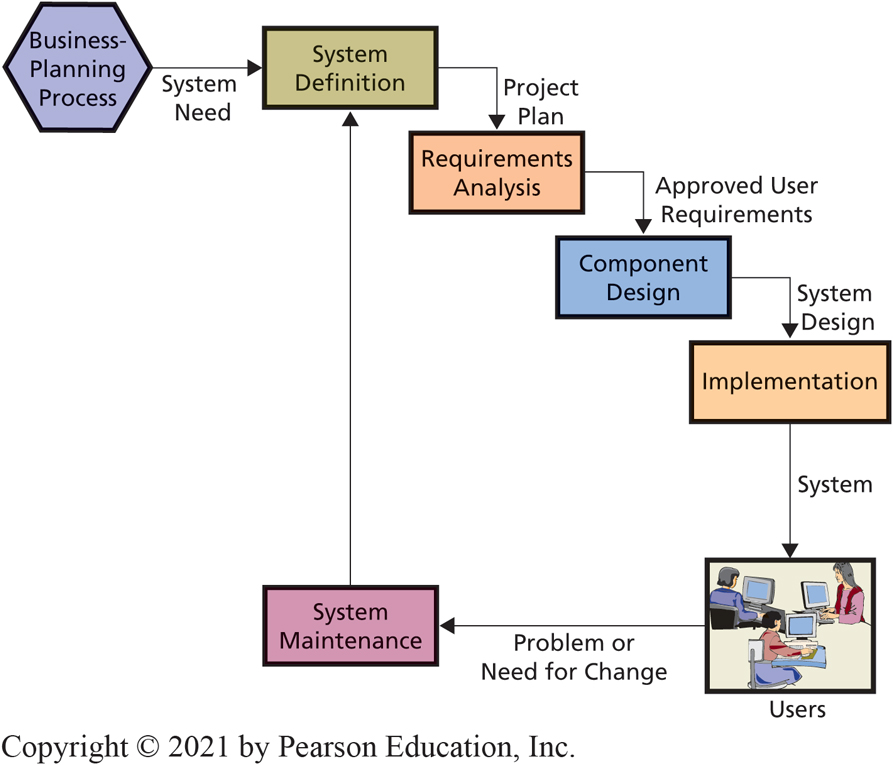 Business-
Planning
Process
System
Need
System
Definition
Project
Plan
Requirements
Analysis
Approved User
Requirements
Component
Design
System
Design
Implementation
System
Users
Problem or
Need for Change
System
Maintenance
Copyright © 2021 by Pearson Education, Inc.